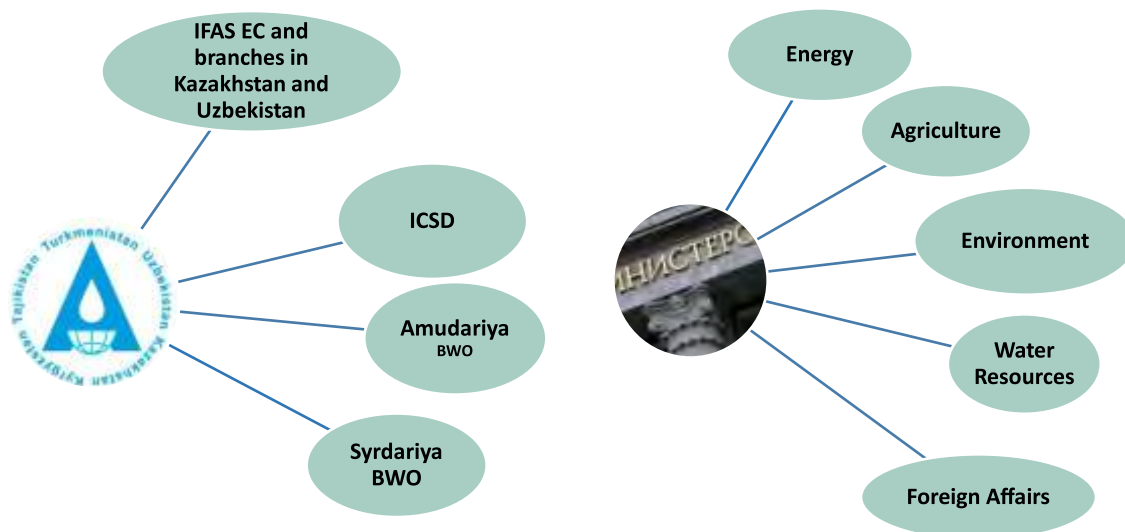 IFAS EC and
branches in
Kazakhstan and
Uzbekistan
ICSD
Amudariya
BWO
Syrdariya
BWO
Tajikistan Turkmenistan Uzbekistan Kazakhstan Kyrgyzstan
Energy
Agriculture
Environment
Water
Resources
Foreign Affairs
ИНИСТЕРС